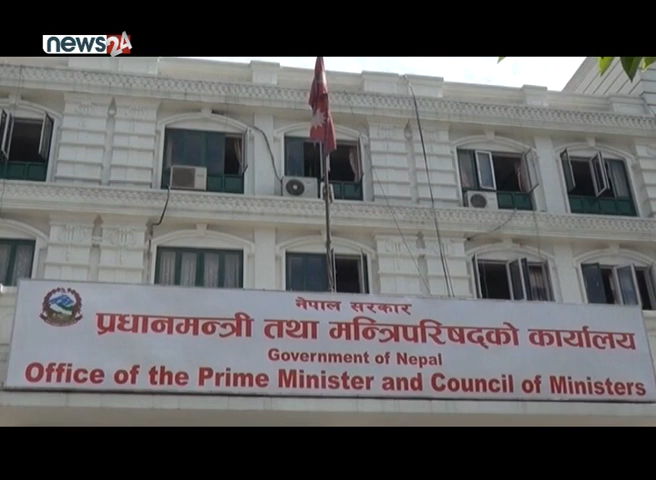 news24
नेपाल सरकार
प्रधानमन्त्री तथा मन्त्रिपरिषद्को कार्यालय
Government of Nepal
Office of the Prime Minister and Council of Ministers